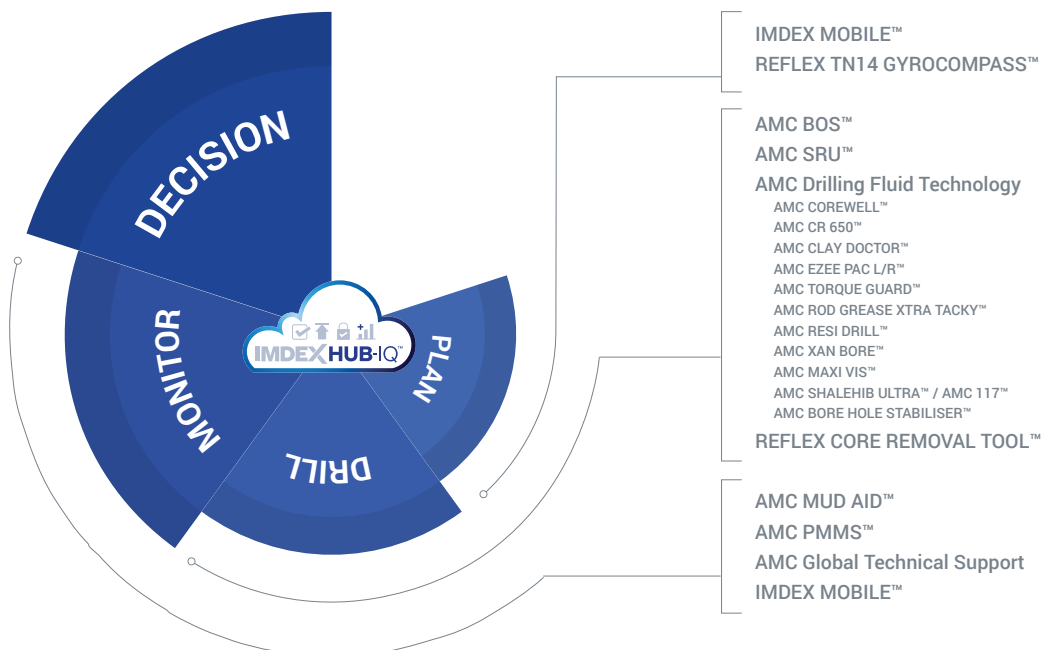 DECISION
MONITOR
DRILL
PLAN
IMDEX HUB-IQ™
IMDEX MOBILE™
REFLEX TN14 GYROCOMPASS™
AMC BOS™
AMC SRU™
AMC Drilling Fluid Technology
AMC COREWELL™
AMC CR 650™
AMC CLAY DOCTOR™
AMC EZEE PAC L/R™
AMC TORQUE GUARD™
AMC ROD GREASE XTRA TACKY™
AMC RESI DRILL™
AMC XAN BORE™
AMC MAXI VIS™
AMC SHALEHIB ULTRA™ / AMC 117™
AMC BORE HOLE STABILISER™
REFLEX CORE REMOVAL TOOL™
AMC MUD AID™
AMC PMMS™
AMC Global Technical Support
IMDEX MOBILE™